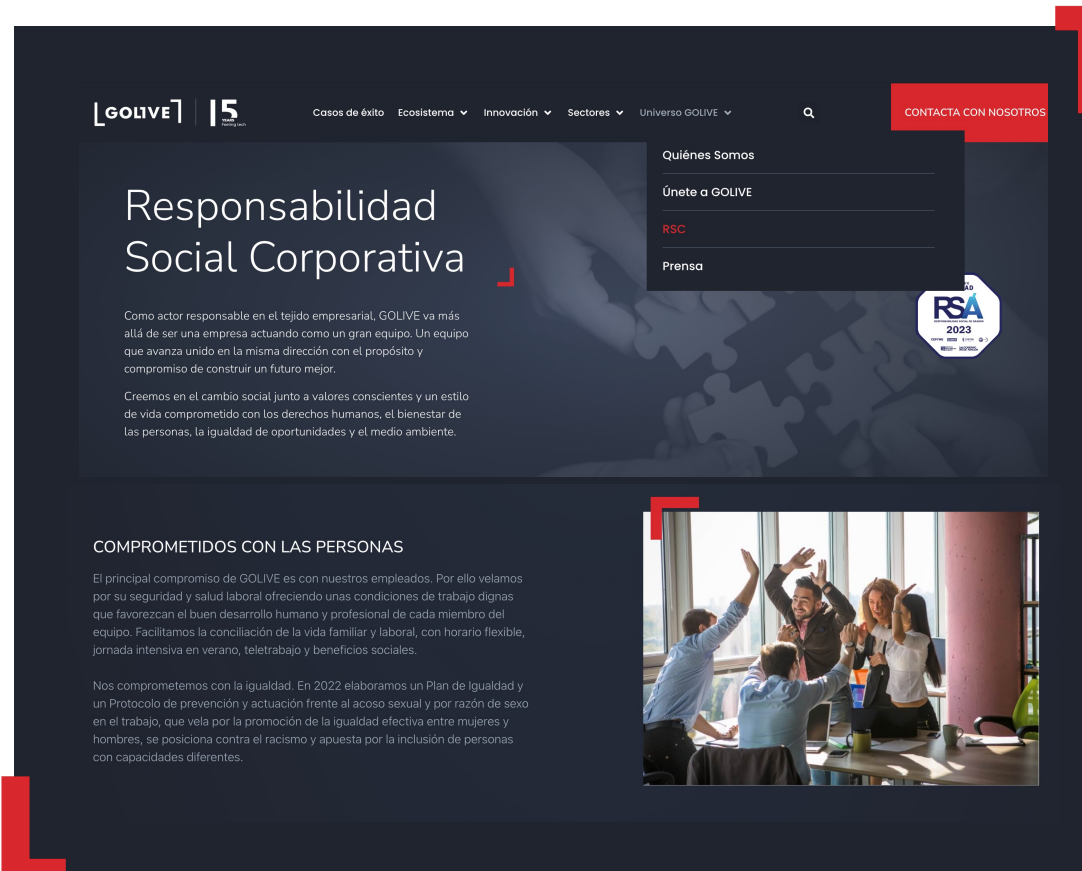 GOLIVE
15
YEARS
Casos de éxito Ecosistema Innovación Sectores Universo GOLIVE
CONTACTA CON NOSOTROS
Quiénes Somos
Únete a GOLIVE
RSC
Prensa
Responsabilidad
Social Corporativa
Como actor responsable en el tejido empresarial, GOLIVE va más
allá de ser una empresa actuando como un gran equipo. Un equipo
que avanza unido en la misma dirección con el propósito y
compromiso de construir un futuro mejor.
Creemos en el cambio social junto a valores conscientes y un estilo
de vida comprometido con los derechos humanos, el bienestar de
las personas, la igualdad de oportunidades y el medio ambiente.
RSA
RESPONSABILIDAD SOCIAL DE ARAGÓN
2023
COMPROMETIDOS CON LAS PERSONAS
El principal compromiso de GOLIVE es con nuestros empleados. Por ello velamos
por su seguridad y salud laboral ofreciendo unas condiciones de trabajo dignas
que favorezcan el buen desarrollo humano y profesional de cada miembro del
equipo. Facilitamos la conciliación de la vida familiar y laboral, con horario flexible,
jornada intensiva en verano, teletrabajo y beneficios sociales.
Nos comprometemos con la igualdad. En 2022 elaboramos un Plan de Igualdad y
un Protocolo de prevención y actuación frente al acoso sexual y por razón de sexo
en el trabajo, que vela por la promoción de la igualdad efectiva entre mujeres y
hombres, se posiciona contra el racismo y apuesta por la inclusión de personas
con capacidades diferentes.